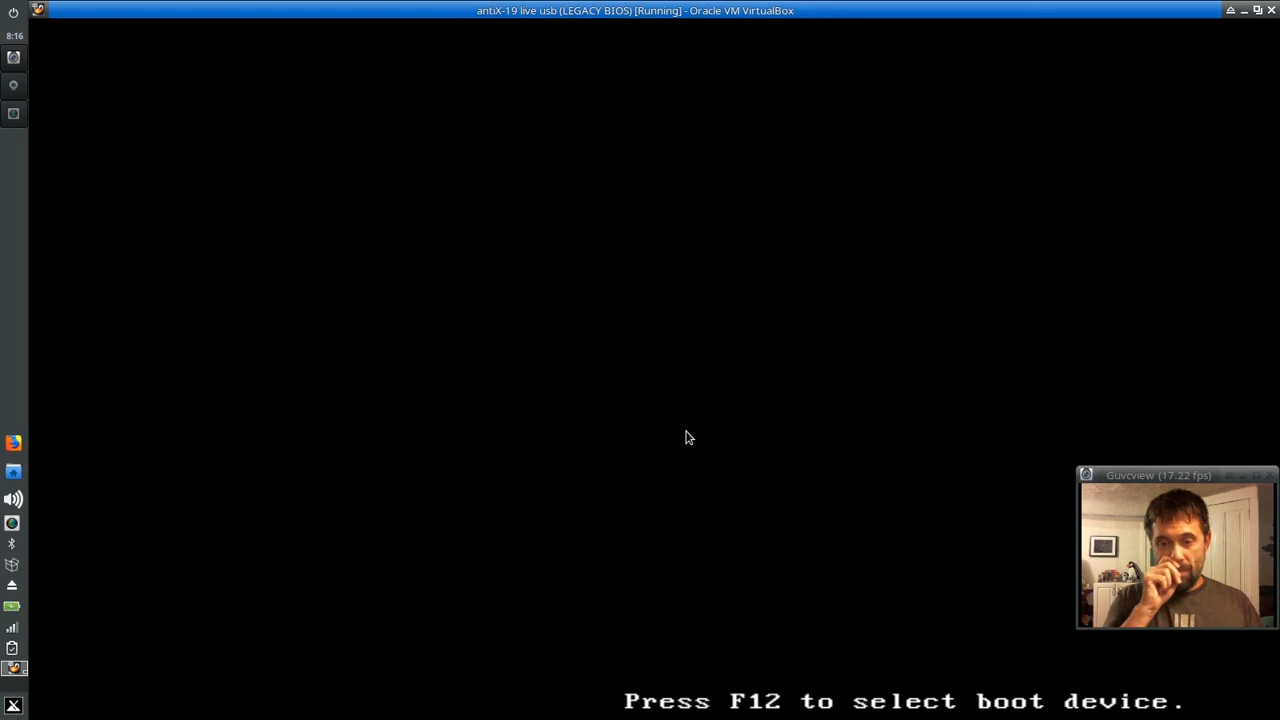 antiX-19 live usb (LEGACY BIOS) [Running] - Oracle VM VirtualBox
8:16
Guvcview (17.22 fps)
Press F12 to select boot device.